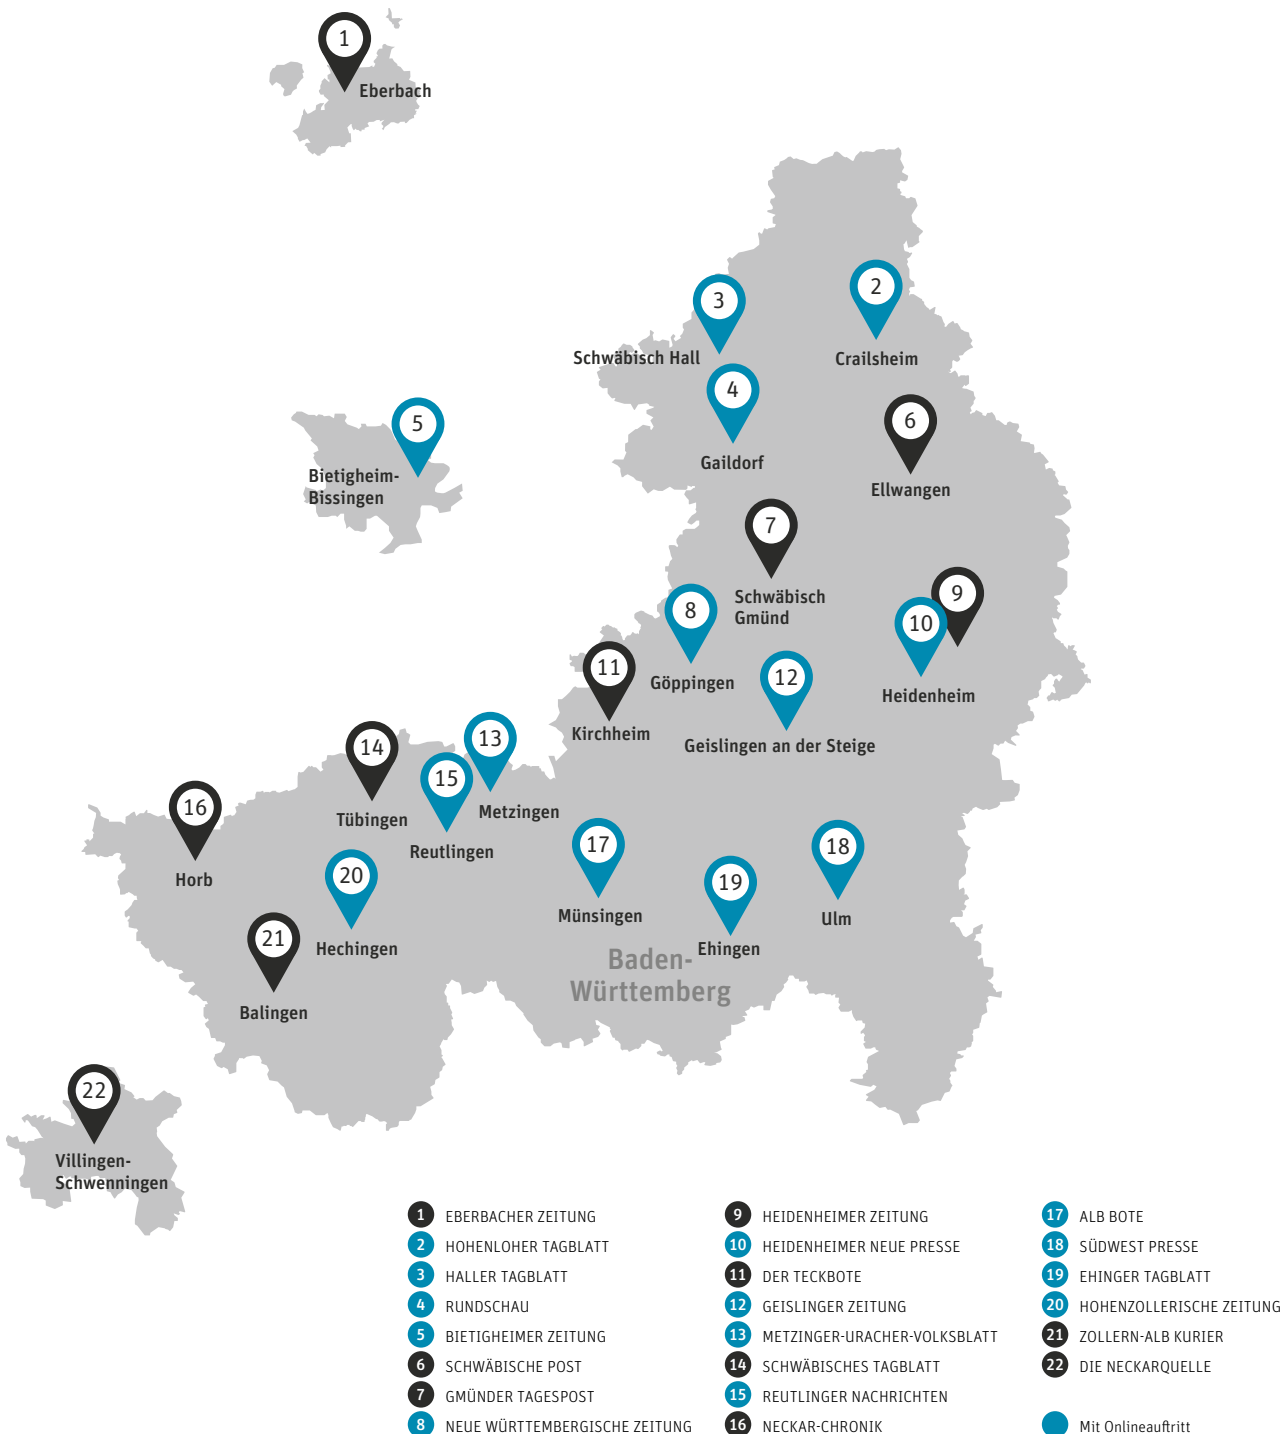 1
Eberbach
3
2
Schwäbisch Hall
Crailsheim
4
5
6
Gaildorf
Bietigheim-
Bissingen
Ellwangen
7
9
Schwäbisch
Gmünd
8
10
11
Göppingen
12
Heidenheim
Kirchheim
Geislingen an der Steige
13
14
15
Metzingen
16
Tübingen
Reutlingen
17
18
Horb
20
19
Münsingen
Ulm
21
Hechingen
Ehingen
Baden-
Württemberg
Balingen
22
Villingen-
Schwenningen
1 EBERBACHER ZEITUNG
2 HOHENLOHER TAGBLATT
3 HALLER TAGBLATT
4 RUNDSCHAU
5 BIETIGHEIMER ZEITUNG
6 SCHWÄBISCHE POST
7 GMÜNDER TAGESPOST
8 NEUE WÜRTTEMBERGISCHE ZEITUNG
9 HEIDENHEIMER ZEITUNG
10 HEIDENHEIMER NEUE PRESSE
11 DER TECKBOTE
12 GEISLINGER ZEITUNG
13 METZINGER-URACHER-VOLKSBLATT
14 SCHWÄBISCHES TAGBLATT
15 REUTLINGER NACHRICHTEN
16 NECKAR-CHRONIK
17 ALB BOTE
18 SÜDWEST PRESSE
19 EHINGER TAGBLATT
20 HOHENZOLLERISCHE ZEITUNG
21 ZOLLERN-ALB KURIER
22 DIE NECKARQUELLE
Mit Onlineauftritt